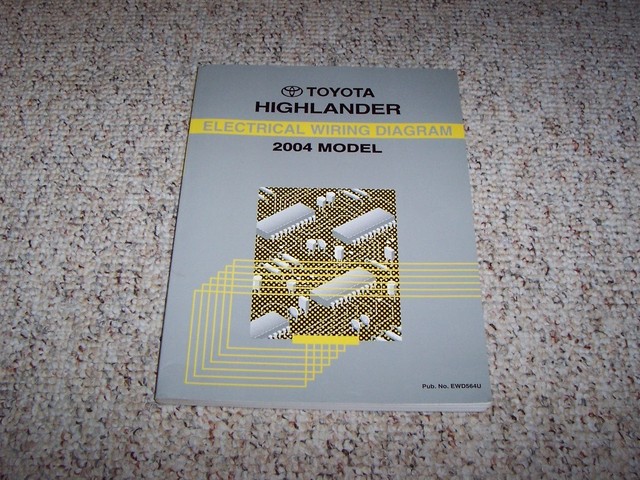 TOYOTA
HIGHLANDER
ELECTRICAL WIRING DIAGRAM
2004 MODEL
Pub. No. EWD564U